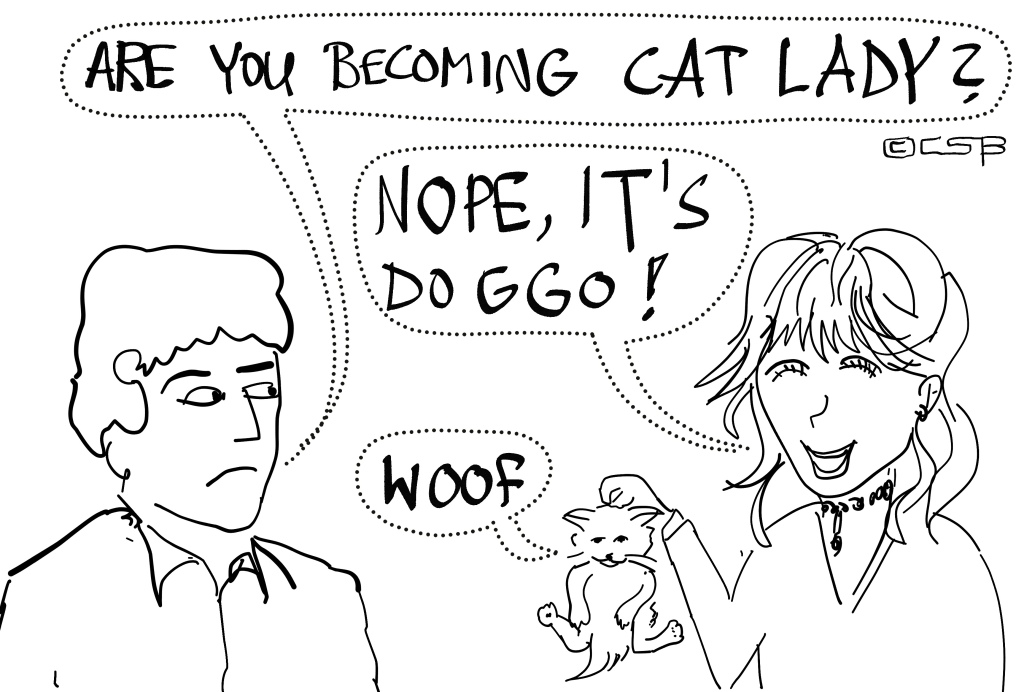 ARE YOU BECOMING CAT LADY?
© CSB
NOPE, IT'S
DOGGO!
WOOF